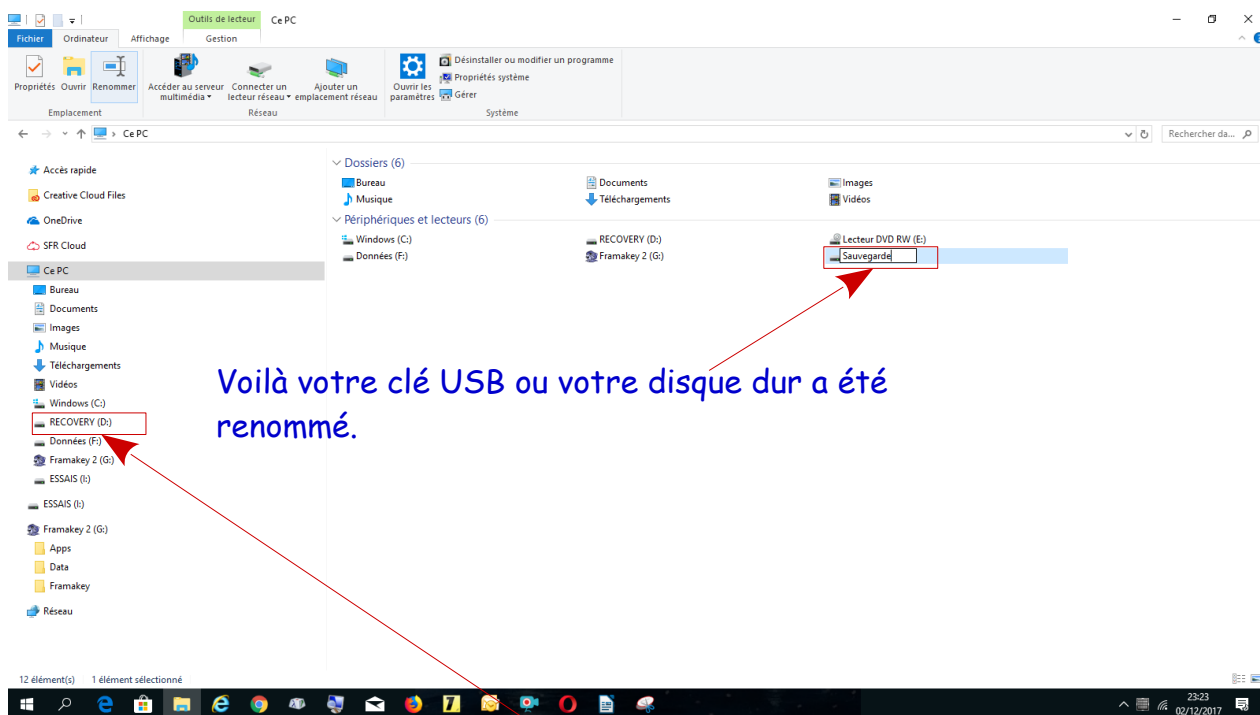 Outils de lecteur Ce PC
Fichier Ordinateur Affichage Gestion
Propriétés Ouvrir Renommer
Accéder au serveur multimédia
Connecter un lecteur réseau
Ajouter un emplacement réseau
Ouvrir les paramètres
Désinstaller ou modifier un programme
Propriétés système
Gérer
Emplacement Réseau Système
Ce PC
Rechercher da...
Accès rapide
Creative Cloud Files
OneDrive
SFR Cloud
Ce PC
Bureau
Documents
Images
Musique
Téléchargements
Vidéos
Windows (C:)
RECOVERY (D:)
Données (F:)
Framakey 2 (G:)
ESSAIS (I:)
ESSAIS (I:)
Framakey 2 (G:)
Apps
Data
Framakey
Réseau
Dossiers (6)
Bureau Documents Images
Musique Téléchargements Vidéos
Périphériques et lecteurs (6)
Windows (C:) RECOVERY (D:) Lecteur DVD RW (E:)
Données (F:) Framakey 2 (G:) Sauvegarde
Voilà votre clé USB ou votre disque dur a été
renommé.
12 élément(s) 1 élément sélectionné
23:23
02/12/2017